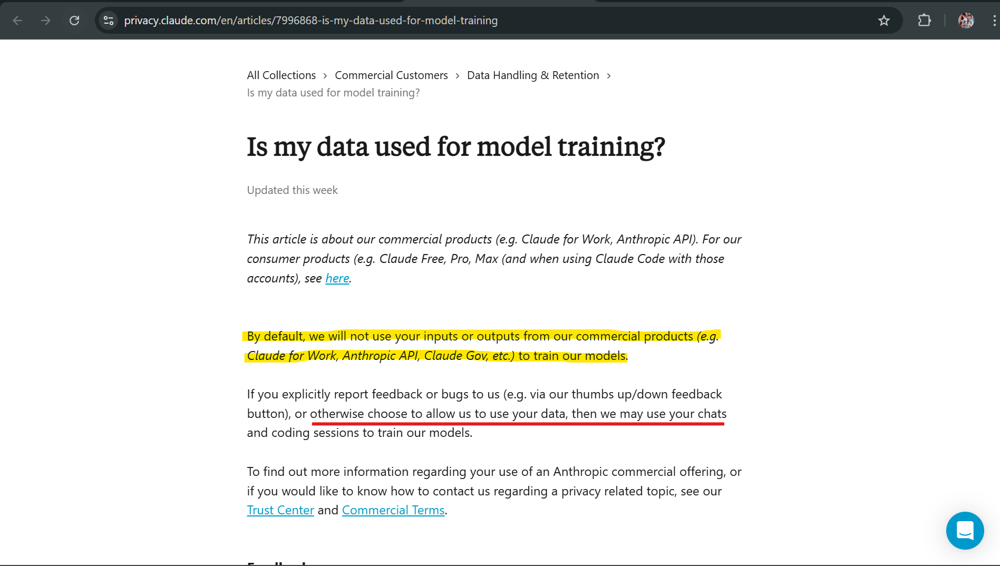 privacy.claude.com/en/articles/7996868-is-my-data-used-for-model-training
All Collections > Commercial Customers > Data Handling & Retention >
Is my data used for model training?
Is my data used for model training?
Updated this week
This article is about our commercial products (e.g. Claude for Work, Anthropic API). For our
consumer products (e.g. Claude Free, Pro, Max (and when using Claude Code with those
accounts), see here.
By default, we will not use your inputs or outputs from our commercial products (e.g.
Claude for Work, Anthropic API, Claude Gov, etc.) to train our models.
If you explicitly report feedback or bugs to us (e.g. via our thumbs up/down feedback
button), or otherwise choose to allow us to use your data, then we may use your chats
and coding sessions to train our models.
To find out more information regarding your use of an Anthropic commercial offering, or
if you would like to know how to contact us regarding a privacy related topic, see our
Trust Center and Commercial Terms.